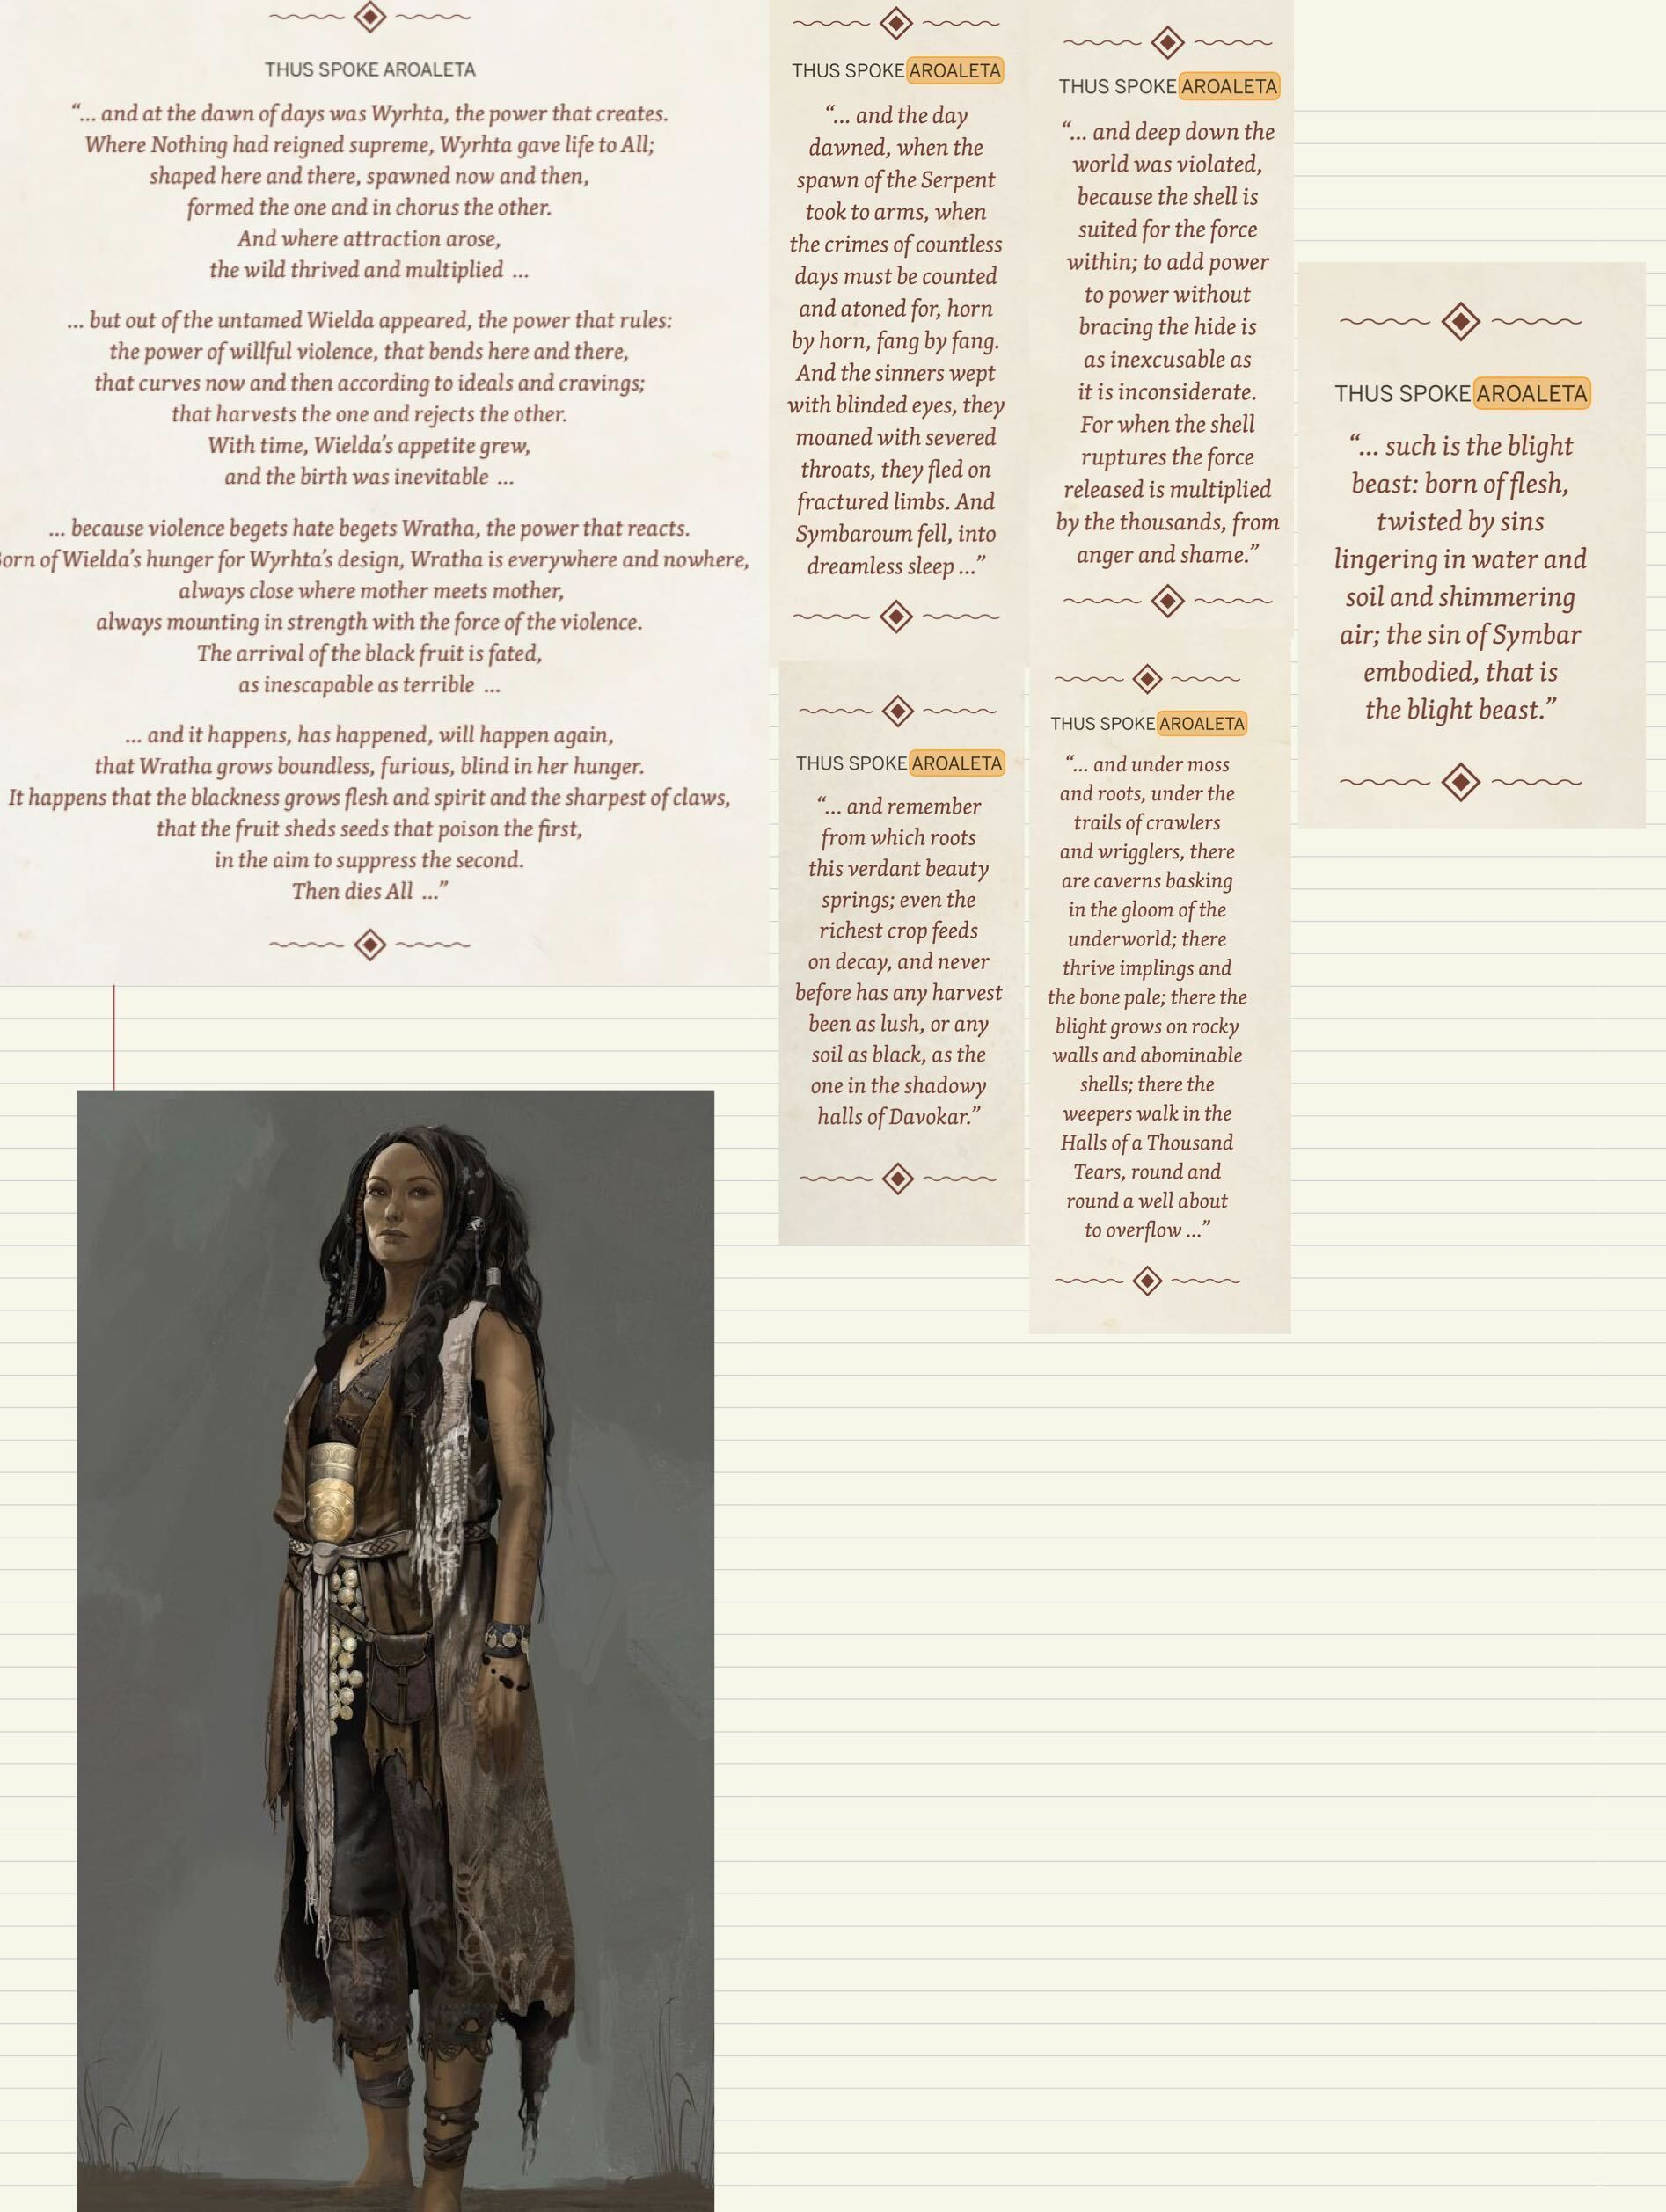 THUS SPOKE AROALETA
“... and at the dawn of days was Wyrhta, the power that creates.
Where Nothing had reigned supreme, Wyrhta gave life to All;
shaped here and there, spawned now and then,
formed the one and in chorus the other.
And where attraction arose,
the wild thrived and multiplied ...
... but out of the untamed Wielda appeared, the power that rules:
the power of willful violence, that bends here and there,
that curves now and then according to ideals and cravings;
that harvests the one and rejects the other.
With time, Wielda’s appetite grew,
and the birth was inevitable ...
... because violence begets hate begets Wratha, the power that reacts.
orn of Wielda’s hunger for Wyrhta’s design, Wratha is everywhere and nowhere,
always close where mother meets mother,
always mounting in strength with the force of the violence.
The arrival of the black fruit is fated,
as inescapable as terrible ...
... and it happens, has happened, will happen again,
that Wratha grows boundless, furious, blind in her hunger.
It happens that the blackness grows flesh and spirit and the sharpest of claws,
that the fruit sheds seeds that poison the first,
in the aim to suppress the second.
Then dies All ...”
THUS SPOKE AROALETA
“... and the day
dawned, when the
spawn of the Serpent
took to arms, when
the crimes of countless
days must be counted
and atoned for, horn
by horn, fang by fang.
And the sinners wept
with blinded eyes, they
moaned with severed
throats, they fled on
fractured limbs. And
Symbaroum fell, into
dreamless sleep ...”
THUS SPOKE AROALETA
“... and deep down the
world was violated,
because the shell is
suited for the force
within; to add power
to power without
bracing the hide is
as inexcusable as
it is inconsiderate.
For when the shell
ruptures the force
released is multiplied
by the thousands, from
anger and shame.”
THUS SPOKE AROALETA
“... such is the blight
beast: born of flesh,
twisted by sins
lingering in water and
soil and shimmering
air; the sin of Symbar
embodied, that is
the blight beast.”
THUS SPOKE AROALETA
“... and remember
from which roots
this verdant beauty
springs; even the
richest crop feeds
on decay, and never
before has any harvest
been as lush, or any
soil as black, as the
one in the shadowy
halls of Davokar.”
THUS SPOKE AROALETA
“... and under moss
and roots, under the
trails of crawlers
and wrigglers, there
are caverns basking
in the gloom of the
underworld; there
thrive implings and
the bone pale; there the
blight grows on rocky
walls and abominable
shells; there the
weepers walk in the
Halls of a Thousand
Tears, round and
round a well about
to overflow ...”